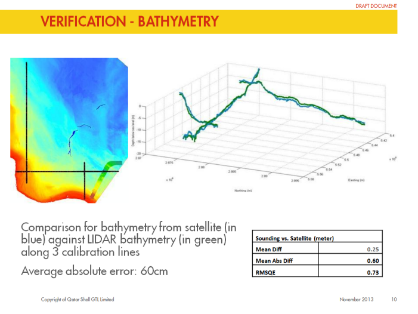 DRAFT DOCUMENT
VERIFICATION - BATHYMETRY
Comparison for bathymetry from satellite (in
blue) against LIDAR bathymetry (in green)
along 3 calibration lines
Average absolute error: 60cm
Sounding vs. Satellite (meter)
Mean Diff 0.25
Mean Abs Diff 0.60
RMSQE 0.73
Copyright of Qatar Shell GTL Limited
November 2013
10